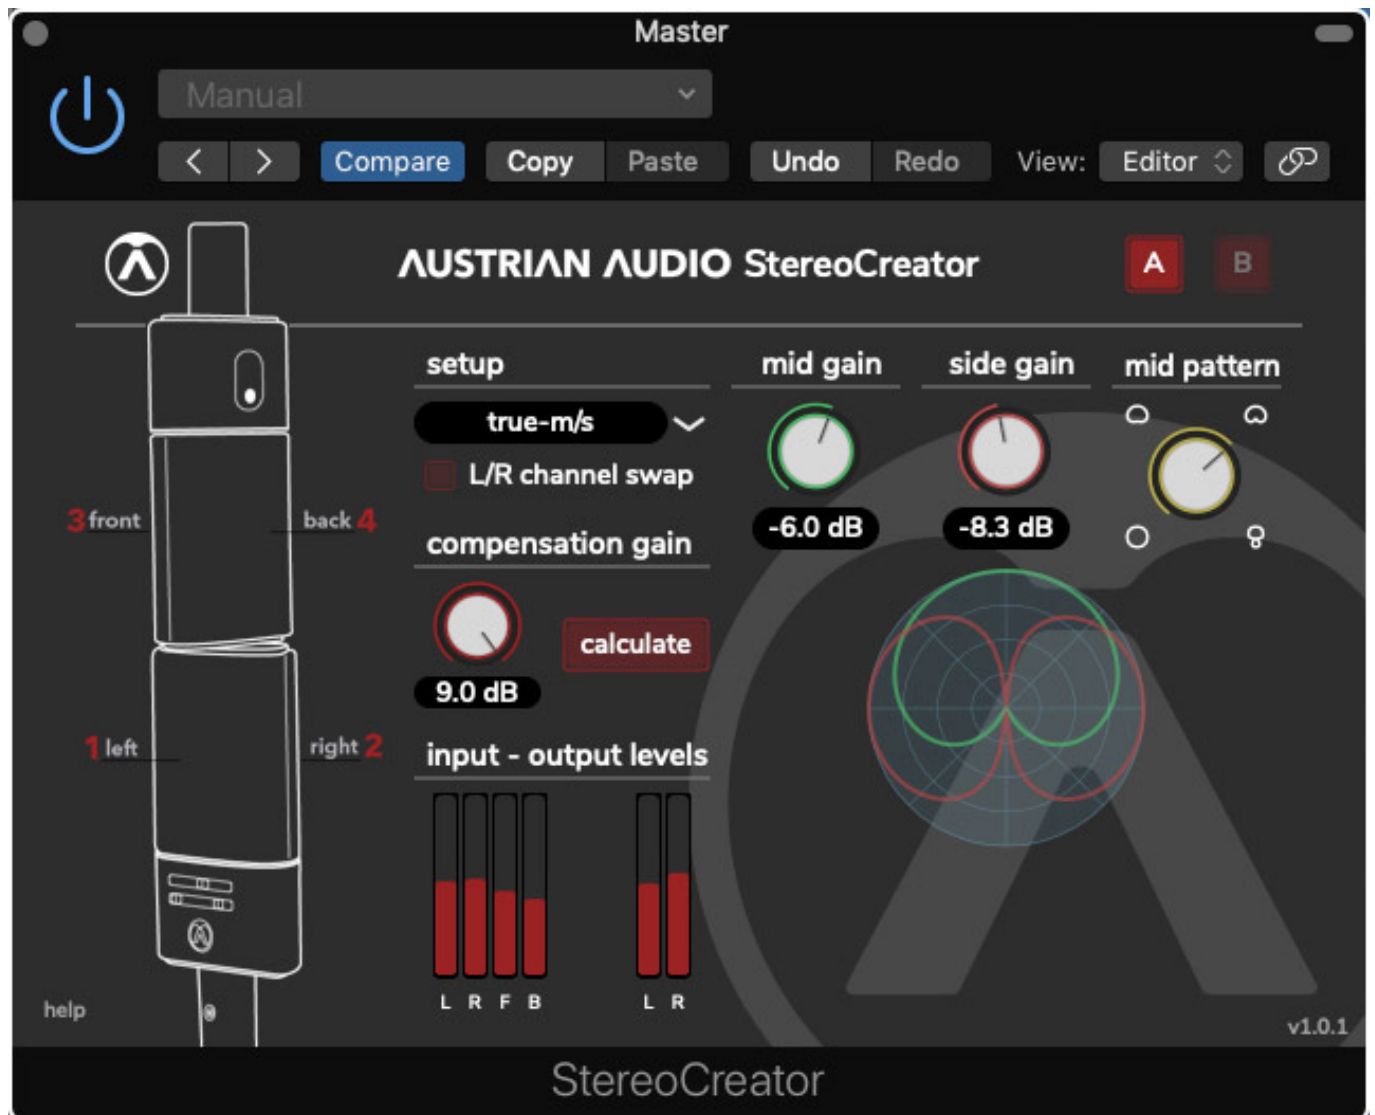 Master
Manual
Compare Copy Paste Undo Redo View: Editor
AUSTRIAN AUDIO StereoCreator A B
setup mid gain side gain mid pattern
true-m/s
L/R channel swap
3 front back 4
-6.0 dB -8.3 dB
compensation gain
calculate
9.0 dB
1 left right 2
input - output levels
L R F B L R
help
v1.0.1
StereoCreator